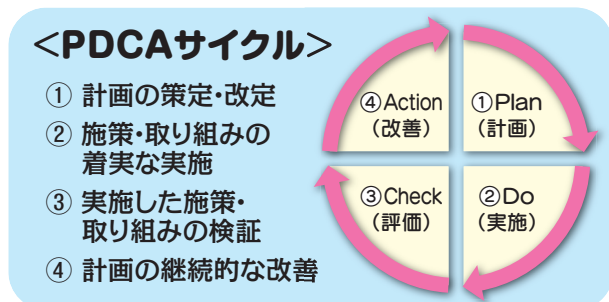 ＜PDCAサイクル＞
① 計画の策定・改定
② 施策・取り組みの
着実な実施
③ 実施した施策・
取り組みの検証
④ 計画の継続的な改善
④Action
（改善）
①Plan
（計画）
③Check
（評価）
②Do
（実施）